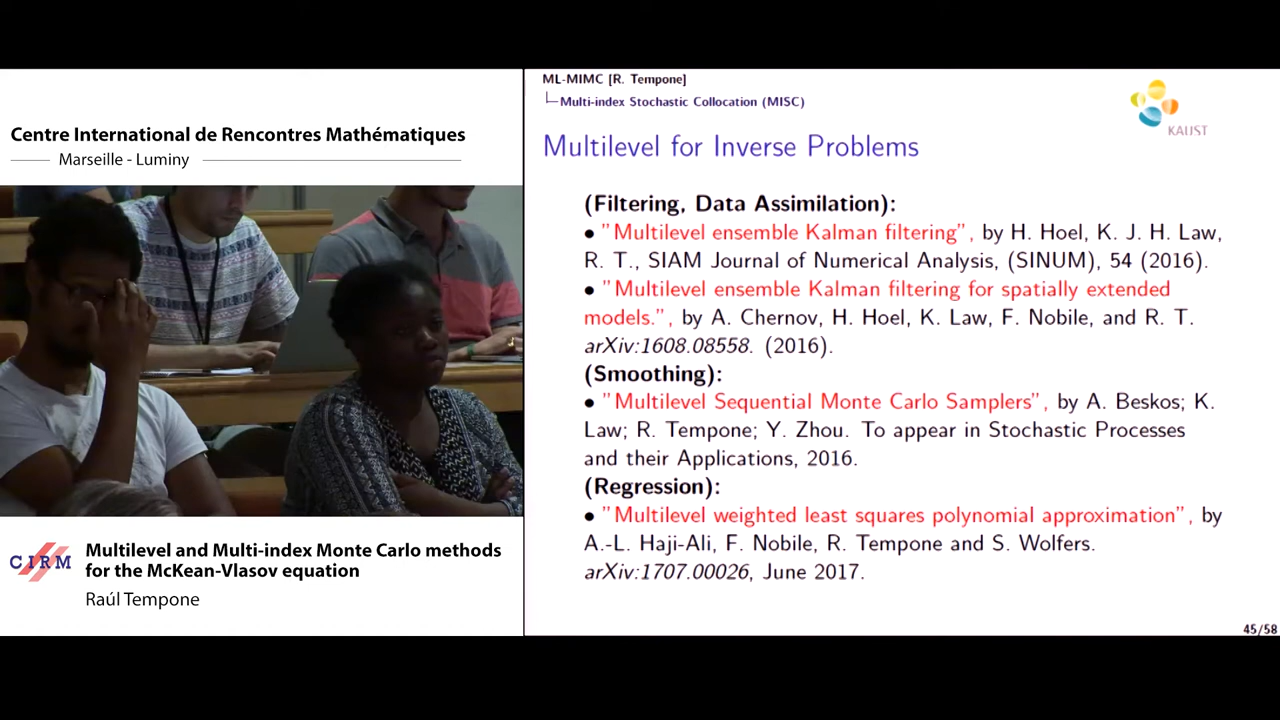 Centre International de Rencontres Mathématiques
Marseille - Luminy
CIRM
Multilevel and Multi-index Monte Carlo methods
for the McKean-Vlasov equation
Raúl Tempone
ML-MIMC [R. Tempone]
Multi-index Stochastic Collocation (MISC)
KAUST
Multilevel for Inverse Problems
(Filtering, Data Assimilation):
• "Multilevel ensemble Kalman filtering", by H. Hoel, K. J. H. Law,
R. T., SIAM Journal of Numerical Analysis, (SINUM), 54 (2016).
• "Multilevel ensemble Kalman filtering for spatially extended
models.", by A. Chernov, H. Hoel, K. Law, F. Nobile, and R. T.
arXiv:1608.08558. (2016).
(Smoothing):
• "Multilevel Sequential Monte Carlo Samplers", by A. Beskos; K.
Law; R. Tempone; Y. Zhou. To appear in Stochastic Processes
and their Applications, 2016.
(Regression):
• "Multilevel weighted least squares polynomial approximation", by
A.-L. Haji-Ali, F. Nobile, R. Tempone and S. Wolfers.
arXiv:1707.00026, June 2017.
45/58